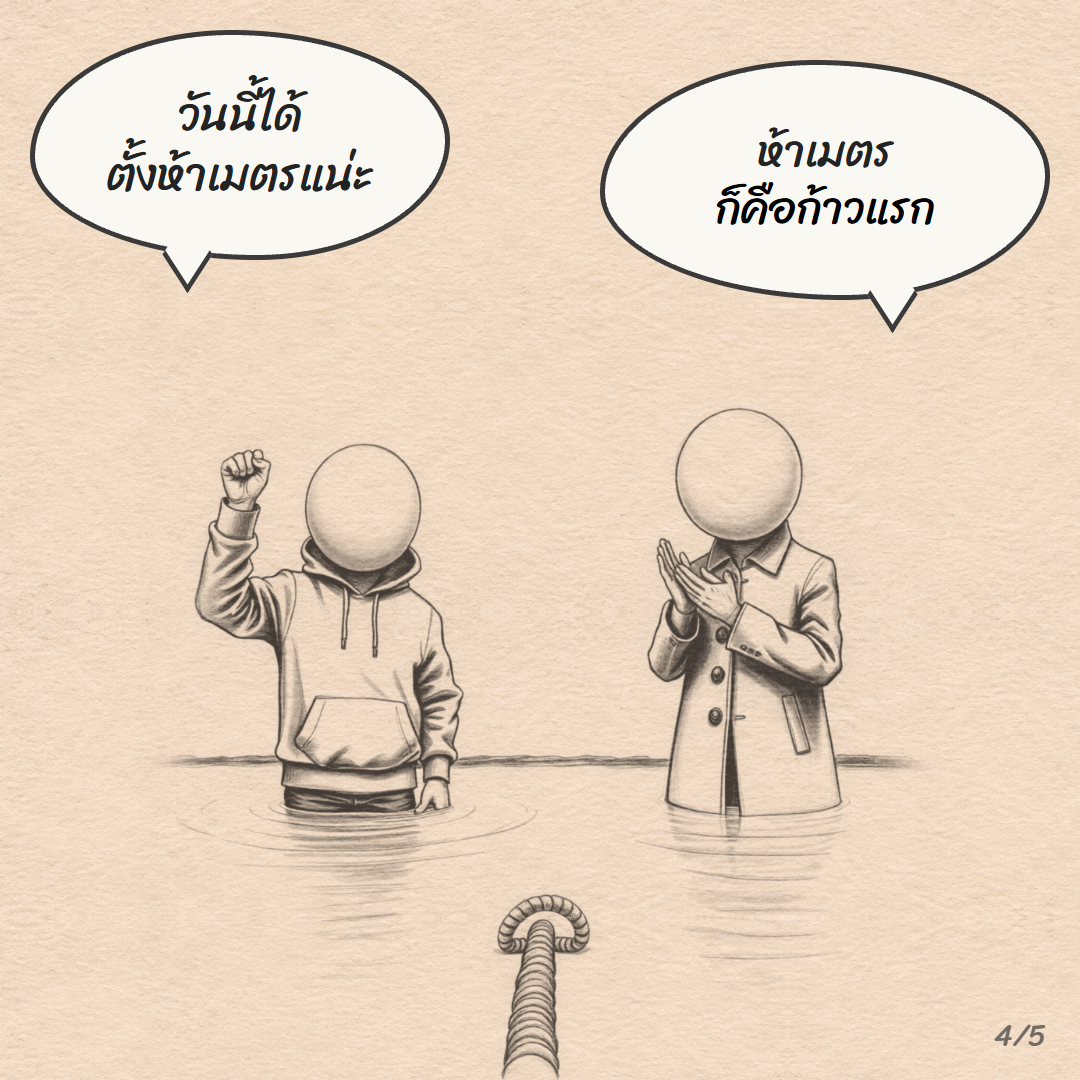 วันนี้ได้
ตั้งห้าเมตรแน่ะ
ห้าเมตร
ก็คือก้าวแรก
4/5